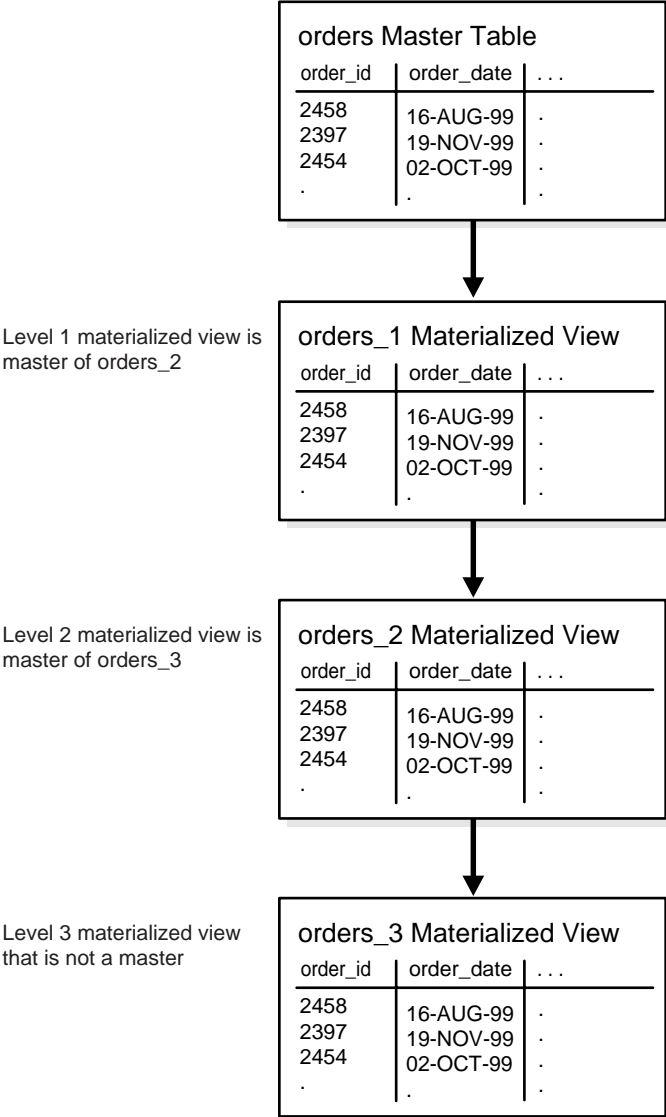 orders Master Table
order_id order_date ...
2458 16-AUG-99 .
2397 19-NOV-99 .
2454 02-OCT-99 .
. . .
Level 1 materialized view is
master of orders_2
orders_1 Materialized View
order_id order_date ...
2458 16-AUG-99 .
2397 19-NOV-99 .
2454 02-OCT-99 .
. . .
Level 2 materialized view is
master of orders_3
orders_2 Materialized View
order_id order_date ...
2458 16-AUG-99 .
2397 19-NOV-99 .
2454 02-OCT-99 .
. . .
Level 3 materialized view
that is not a master
orders_3 Materialized View
order_id order_date ...
2458 16-AUG-99 .
2397 19-NOV-99 .
2454 02-OCT-99 .
. . .